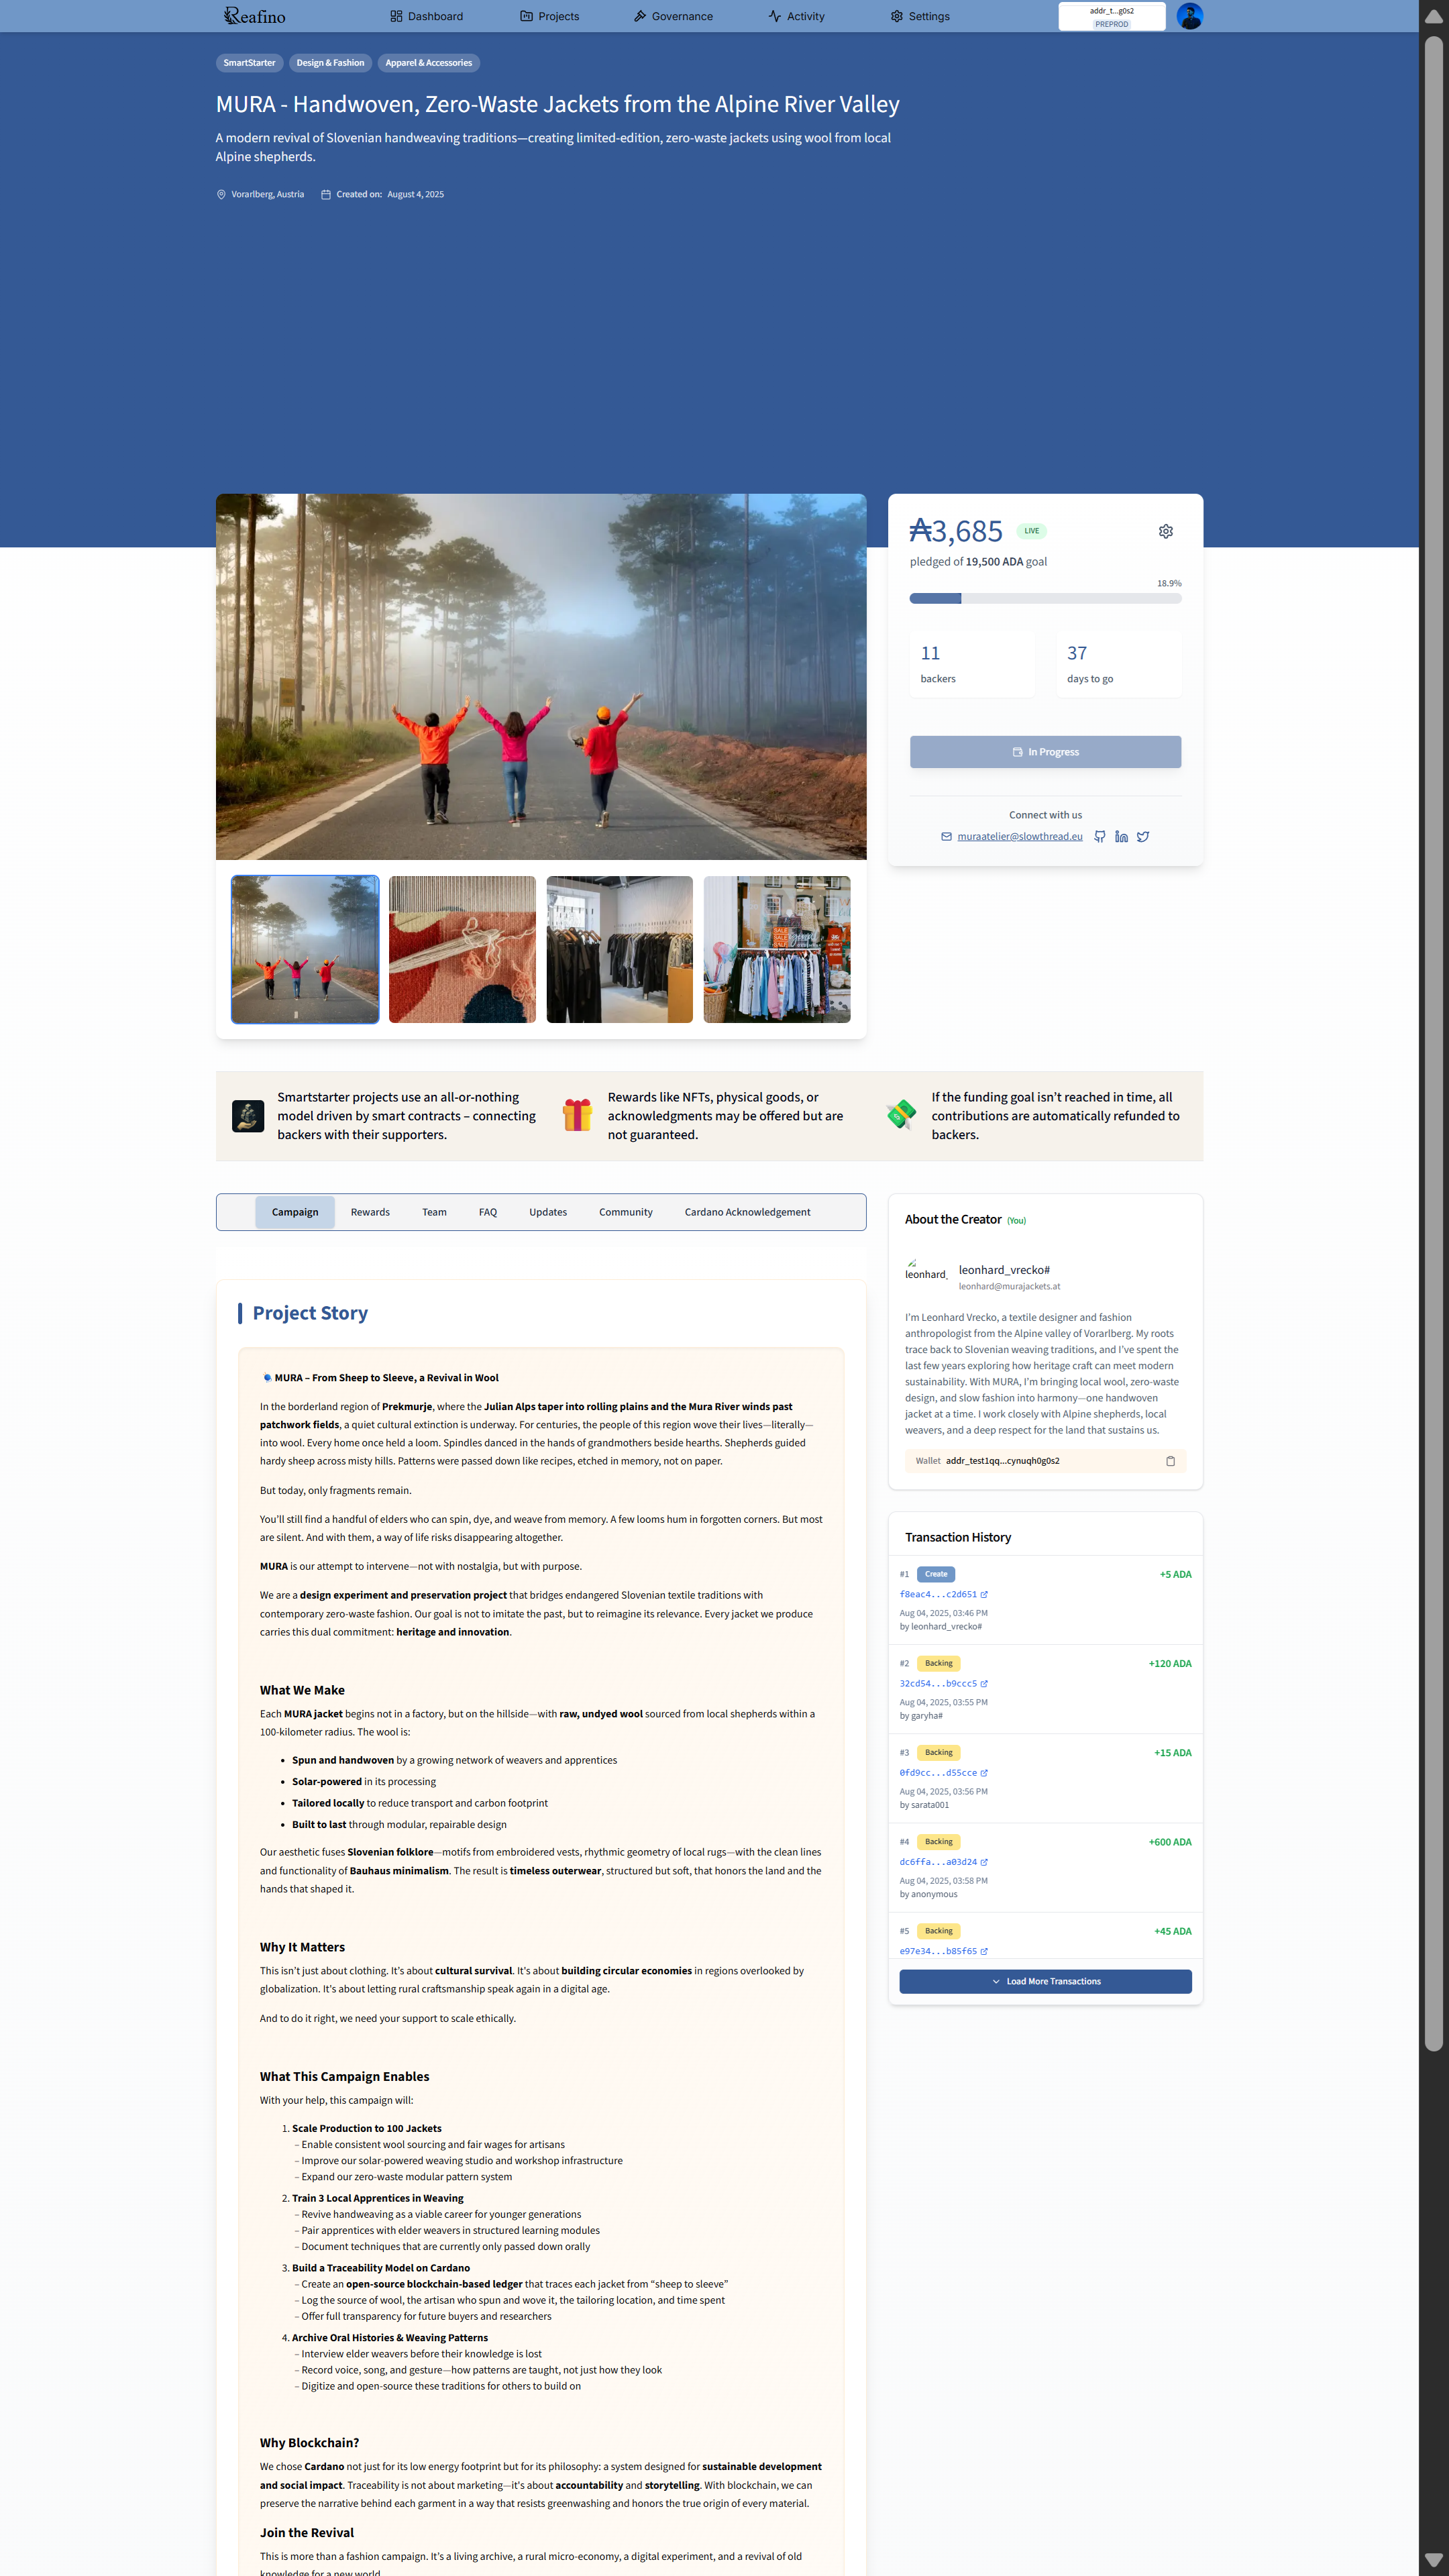 Reafino
Dashboard
Projects
Governance
Activity
Settings
addr_t...g0s2
PREPROD
SmartStarter
Design & Fashion
Apparel & Accessories
MURA - Handwoven, Zero-Waste Jackets from the Alpine River Valley
A modern revival of Slovenian handweaving traditions—creating limited-edition, zero-waste jackets using wool from local
Alpine shepherds.
Vorarlberg, Austria
Created on: August 4, 2025
₳3,685
LIVE
pledged of 19,500 ADA goal
18.9%
11
backers
37
days to go
In Progress
Connect with us
muraatelier@slowthread.eu
SALE
SALE
SALE
Smartstarter projects use an all-or-nothing
model driven by smart contracts – connecting
backers with their supporters.
Rewards like NFTs, physical goods, or
acknowledgments may be offered but are
not guaranteed.
If the funding goal isn’t reached in time, all
contributions are automatically refunded to
backers.
Campaign
Rewards
Team
FAQ
Updates
Community
Cardano Acknowledgement
Project Story
MURA – From Sheep to Sleeve, a Revival in Wool
In the borderland region of Prekmurje, where the Julian Alps taper into rolling plains and the Mura River winds past
patchwork fields, a quiet cultural extinction is underway. For centuries, the people of this region wove their lives—literally—
into wool. Every home once held a loom. Spindles danced in the hands of grandmothers beside hearths. Shepherds guided
hardy sheep across misty hills. Patterns were passed down like recipes, etched in memory, not on paper.
But today, only fragments remain.
You’ll still find a handful of elders who can spin, dye, and weave from memory. A few looms hum in forgotten corners. But most
are silent. And with them, a way of life risks disappearing altogether.
MURA is our attempt to intervene—not with nostalgia, but with purpose.
We are a design experiment and preservation project that bridges endangered Slovenian textile traditions with
contemporary zero-waste fashion. Our goal is not to imitate the past, but to reimagine its relevance. Every jacket we produce
carries this dual commitment: heritage and innovation.
What We Make
Each MURA jacket begins not in a factory, but on the hillside—with raw, undyed wool sourced from local shepherds within a
100-kilometer radius. The wool is:
• Spun and handwoven by a growing network of weavers and apprentices
• Solar-powered in its processing
• Tailored locally to reduce transport and carbon footprint
• Built to last through modular, repairable design
Our aesthetic fuses Slovenian folklore—motifs from embroidered vests, rhythmic geometry of local rugs—with the clean lines
and functionality of Bauhaus minimalism. The result is timeless outerwear, structured but soft, that honors the land and the
hands that shaped it.
Why It Matters
This isn’t just about clothing. It’s about cultural survival. It’s about building circular economies in regions overlooked by
globalization. It’s about letting rural craftsmanship speak again in a digital age.
And to do it right, we need your support to scale ethically.
What This Campaign Enables
With your help, this campaign will:
1. Scale Production to 100 Jackets
– Enable consistent wool sourcing and fair wages for artisans
– Improve our solar-powered weaving studio and workshop infrastructure
– Expand our zero-waste modular pattern system
2. Train 3 Local Apprentices in Weaving
– Revive handweaving as a viable career for younger generations
– Pair apprentices with elder weavers in structured learning modules
– Document techniques that are currently only passed down orally
3. Build a Traceability Model on Cardano
– Create an open-source blockchain-based ledger that traces each jacket from “sheep to sleeve”
– Log the source of wool, the artisan who spun and wove it, the tailoring location, and time spent
– Offer full transparency for future buyers and researchers
4. Archive Oral Histories & Weaving Patterns
– Interview elder weavers before their knowledge is lost
– Record voice, song, and gesture—how patterns are taught, not just how they look
– Digitize and open-source these traditions for others to build on
Why Blockchain?
We chose Cardano not just for its low energy footprint but for its philosophy: a system designed for sustainable development
and social impact. Traceability is not about marketing—it’s about accountability and storytelling. With blockchain, we can
preserve the narrative behind each garment in a way that resists greenwashing and honors the true origin of every material.
Join the Revival
This is more than a fashion campaign. It’s a living archive, a rural micro-economy, a digital experiment, and a revival of old
knowledge for a new world.
About the Creator (You)
leonhard_
leonhard_vrecko#
leonhard@murajackets.at
I’m Leonhard Vrecko, a textile designer and fashion
anthropologist from the Alpine valley of Vorarlberg. My roots
trace back to Slovenian weaving traditions, and I’ve spent the
last few years exploring how heritage craft can meet modern
sustainability. With MURA, I’m bringing local wool, zero-waste
design, and slow fashion into harmony—one handwoven
jacket at a time. I work closely with Alpine shepherds, local
weavers, and a deep respect for the land that sustains us.
Wallet addr_test1qq...cynuqh0g0s2
Transaction History
#1 Create +5 ADA
f8eac4...c2d651
Aug 04, 2025, 03:46 PM
by leonhard_vrecko#
#2 Backing +120 ADA
32cd54...b9ccc5
Aug 04, 2025, 03:55 PM
by garyha#
#3 Backing +15 ADA
0fd9cc...d55cce
Aug 04, 2025, 03:56 PM
by sarata001
#4 Backing +600 ADA
dc6ffa...a03d24
Aug 04, 2025, 03:58 PM
by anonymous
#5 Backing +45 ADA
e97e34...b85f65
Load More Transactions